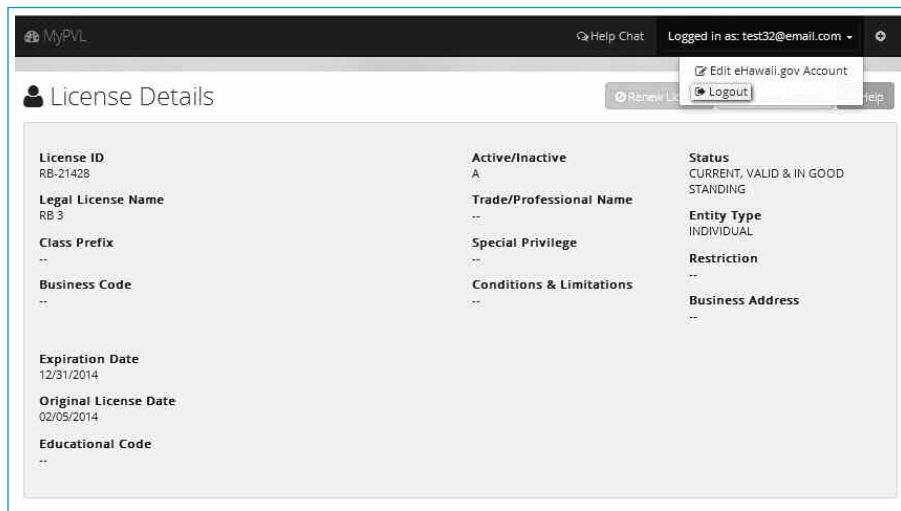 MyPVL
Help Chat
Logged in as: test32@email.com
Edit eHawaii.gov Account
Logout
License Details
Renew
Help
License ID
RB-21428
Legal License Name
RB 3
Class Prefix
--
Business Code
--
Active/Inactive
A
Trade/Professional Name
--
Special Privilege
--
Conditions & Limitations
--
Status
CURRENT, VALID & IN GOOD
STANDING
Entity Type
INDIVIDUAL
Restriction
--
Business Address
--
Expiration Date
12/31/2014
Original License Date
02/05/2014
Educational Code
--